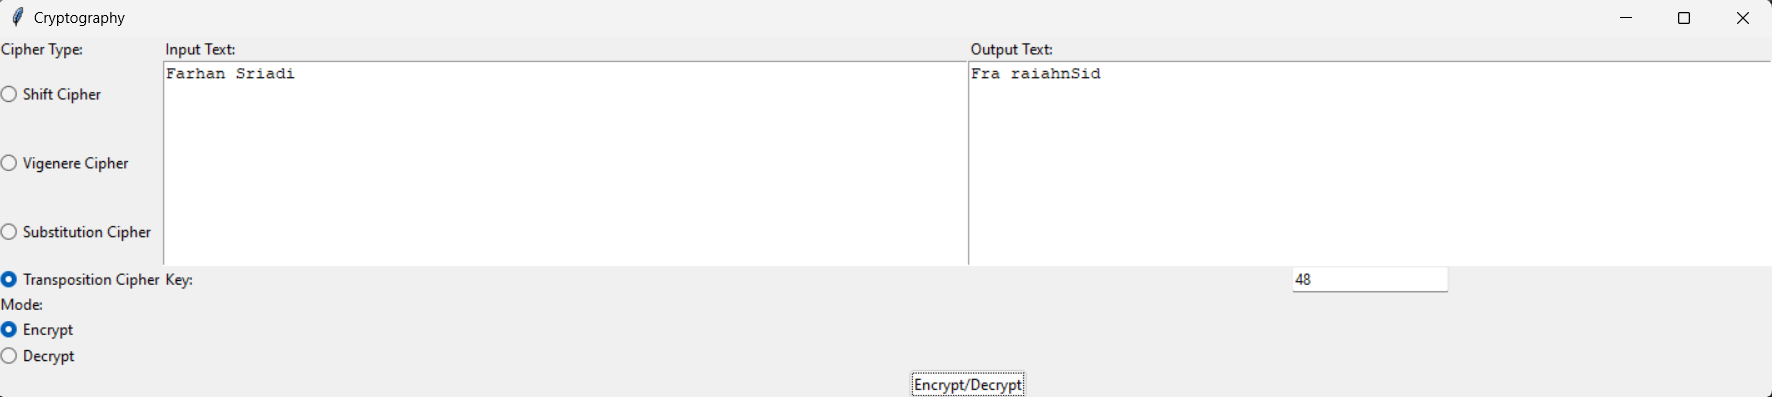 Cryptography
Cipher Type: Input Text: Output Text:
Farhan Sriadi Fra raiahnSid
Shift Cipher
Vigenere Cipher
Substitution Cipher
Transposition Cipher Key: 48
Mode:
Encrypt
Decrypt
Encrypt/Decrypt